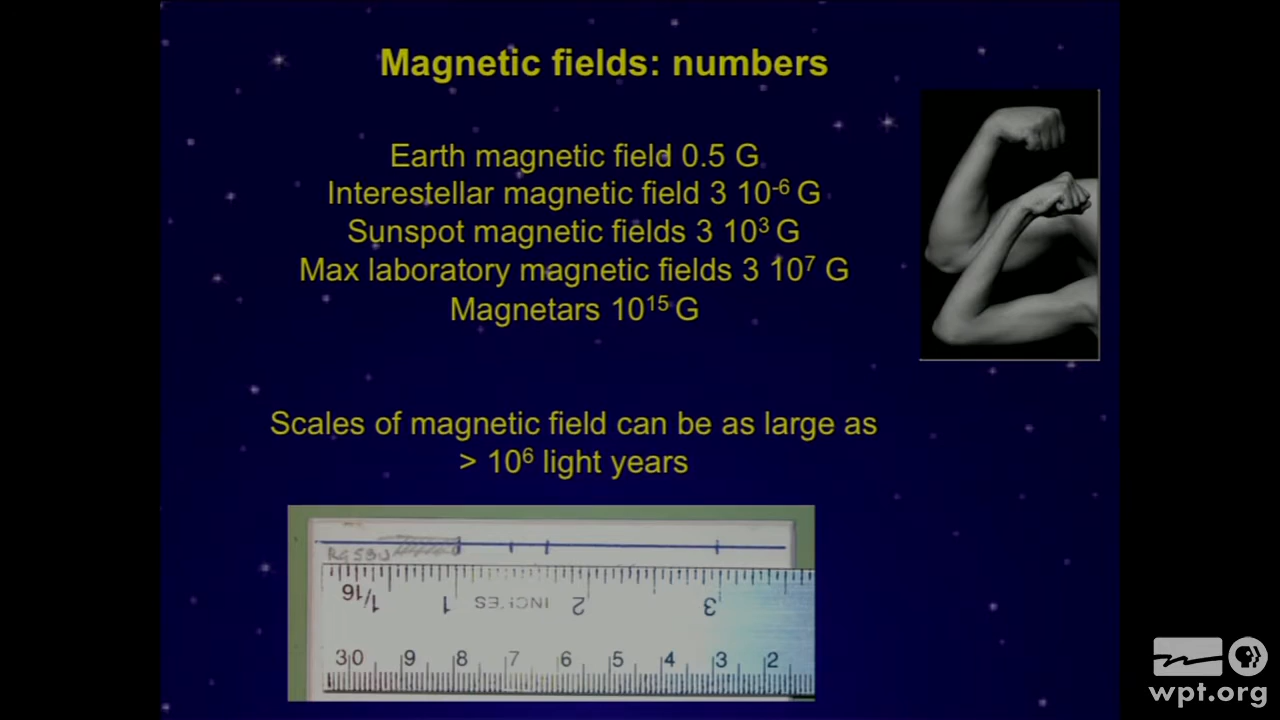 Magnetic fields: numbers
Earth magnetic field 0.5 G
Interestellar magnetic field 3 10⁻⁶ G
Sunspot magnetic fields 3 10³ G
Max laboratory magnetic fields 3 10⁷ G
Magnetars 10¹⁵ G
Scales of magnetic field can be as large as
> 10⁶ light years
1/16 1 INCHES 2 3
30 9 8 7 6 5 4 3 2
wpt.org